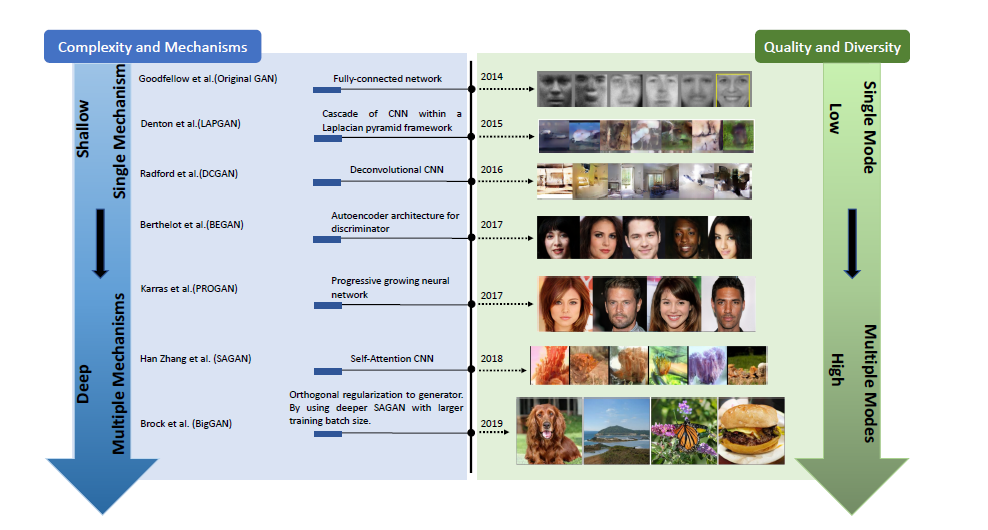 Complexity and Mechanisms
Quality and Diversity
Shallow
Single Mechanism
Deep
Multiple Mechanisms
Goodfellow et al.(Original GAN)
Fully-connected network
2014
Denton et al.(LAPGAN)
Cascade of CNN within a
Laplacian pyramid framework
2015
Radford et al.(DCGAN)
Deconvolutional CNN
2016
Berthelot et al.(BEGAN)
Autoencoder architecture for
discriminator
2017
Karras et al.(PROGAN)
Progressive growing neural
network
2017
Han Zhang et al. (SAGAN)
Self-Attention CNN
2018
Brock et al. (BigGAN)
Orthogonal regularization to generator.
By using deeper SAGAN with larger
training batch size.
2019
Low
Single Mode
High
Multiple Modes